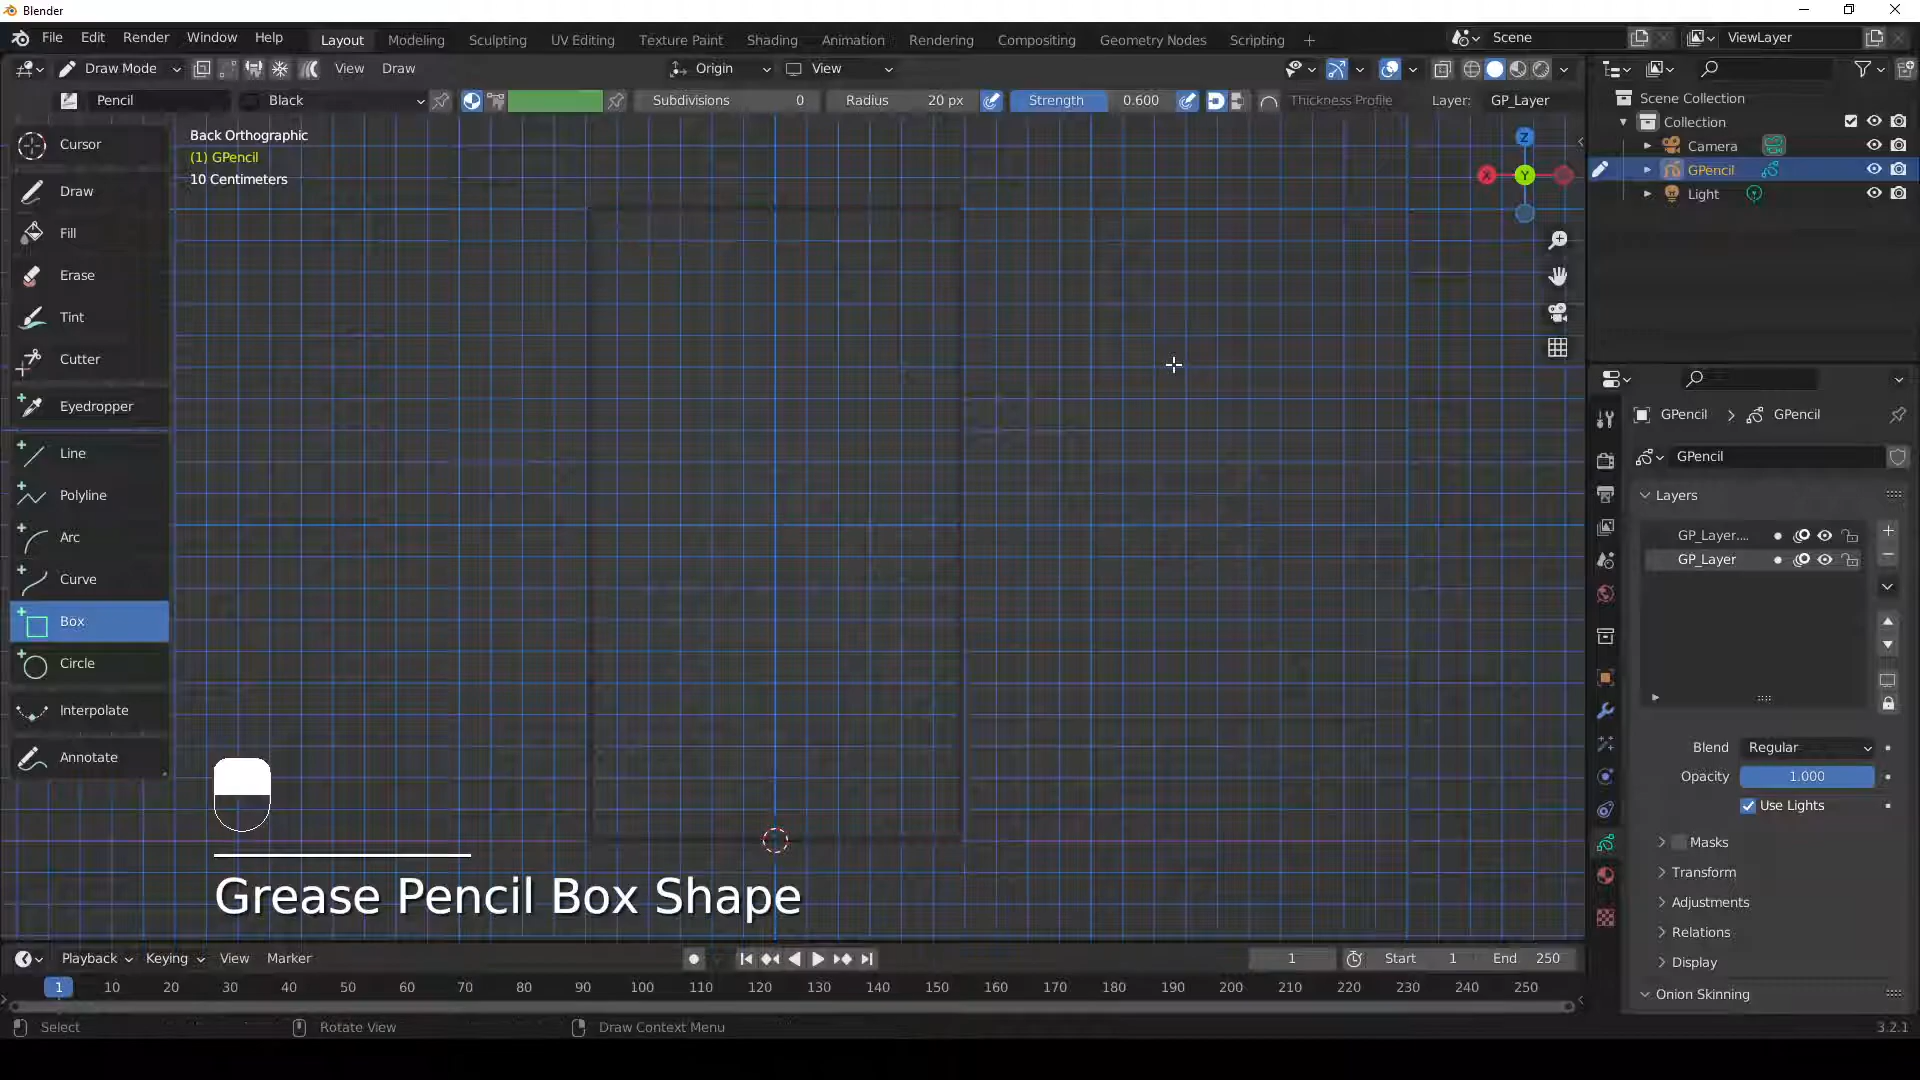 Blender
File Edit Render Window Help Layout Modeling Sculpting UV Editing Texture Paint Shading Animation Rendering Compositing Geometry Nodes Scripting + Scene ViewLayer
Draw Mode View Draw Origin View
Pencil Black Subdivisions 0 Radius 20 px Strength 0.600 Thickness Profile Layer: GP_Layer
Scene Collection
Collection
Camera
GPencil
Light
Back Orthographic
(1) GPencil
10 Centimeters
Z
X
Y
Cursor
Draw
Fill
Erase
Tint
Cutter
Eyedropper
Line
Polyline
Arc
Curve
Box
Circle
Interpolate
Annotate
Grease Pencil Box Shape
GPencil GPencil
GPencil
Layers
GP_Layer....
GP_Layer
Blend Regular
Opacity 1.000
Use Lights
Masks
Transform
Adjustments
Relations
Display
Onion Skinning
Playback Keying View Marker 1 Start 1 End 250
1 10 20 30 40 50 60 70 80 90 100 110 120 130 140 150 160 170 180 190 200 210 220 230 240 250
Select Rotate View Draw Context Menu 3.2.1